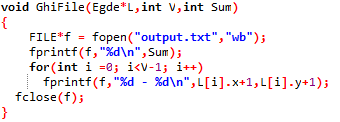 void GhiFile(Egde*L,int V,int Sum)
{
FILE*f = fopen("output.txt","wb");
fprintf(f,"%d\n",Sum);
for(int i =0; i<V-1; i++)
fprintf(f,"%d - %d\n",L[i].x+1,L[i].y+1);
fclose(f);
}